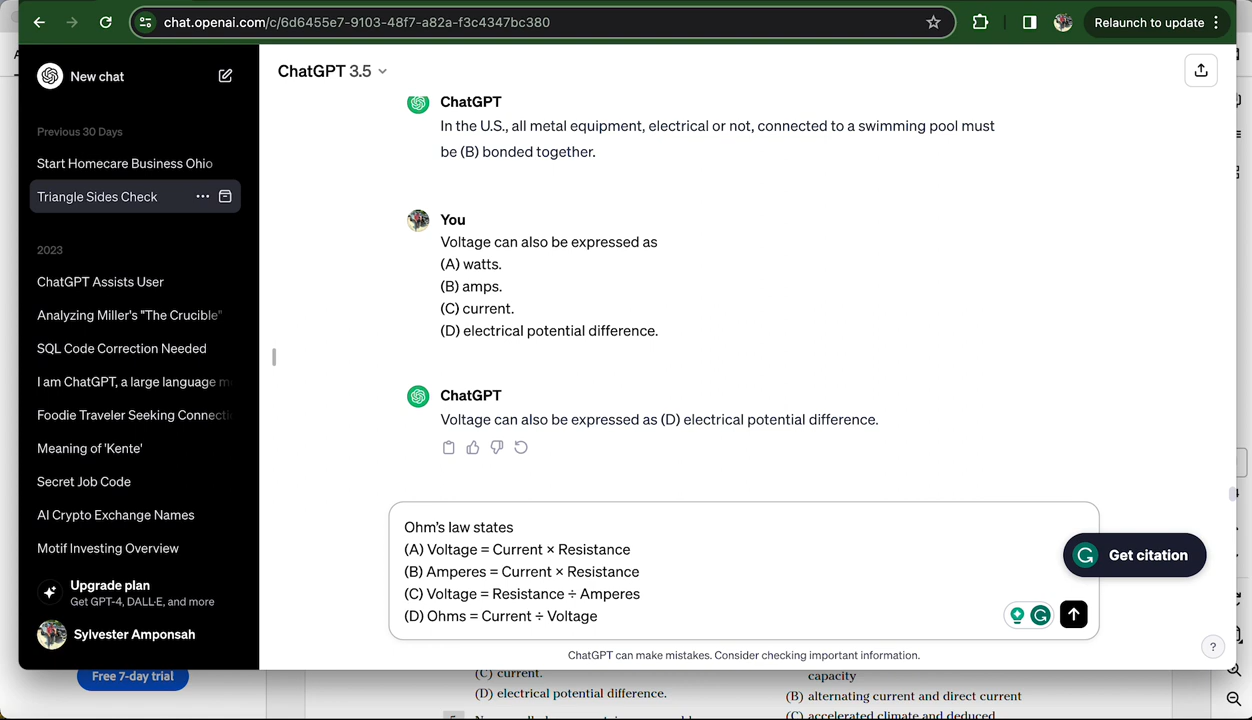 chat.openai.com/c/6d6455e7-9103-48f7-a82a-f3c4347bc380
Relaunch to update
New chat
Previous 30 Days
Start Homecare Business Ohio
Triangle Sides Check
2023
ChatGPT Assists User
Analyzing Miller's "The Crucible"
SQL Code Correction Needed
I am ChatGPT, a large language
Foodie Traveler Seeking Connecti
Meaning of 'Kente'
Secret Job Code
AI Crypto Exchange Names
Motif Investing Overview
Upgrade plan
Get GPT-4, DALL·E, and more
Sylvester Amponsah
ChatGPT 3.5
ChatGPT
In the U.S., all metal equipment, electrical or not, connected to a swimming pool must
be (B) bonded together.
You
Voltage can also be expressed as
(A) watts.
(B) amps.
(C) current.
(D) electrical potential difference.
ChatGPT
Voltage can also be expressed as (D) electrical potential difference.
Ohm's law states
(A) Voltage = Current × Resistance
(B) Amperes = Current × Resistance
(C) Voltage = Resistance ÷ Amperes
(D) Ohms = Current ÷ Voltage
Get citation
ChatGPT can make mistakes. Consider checking important information.
?
Free 7-day trial
(C) current.
(D) electrical potential difference.
capacity
(B) alternating current and direct current
(C) accelerated climate and deduced